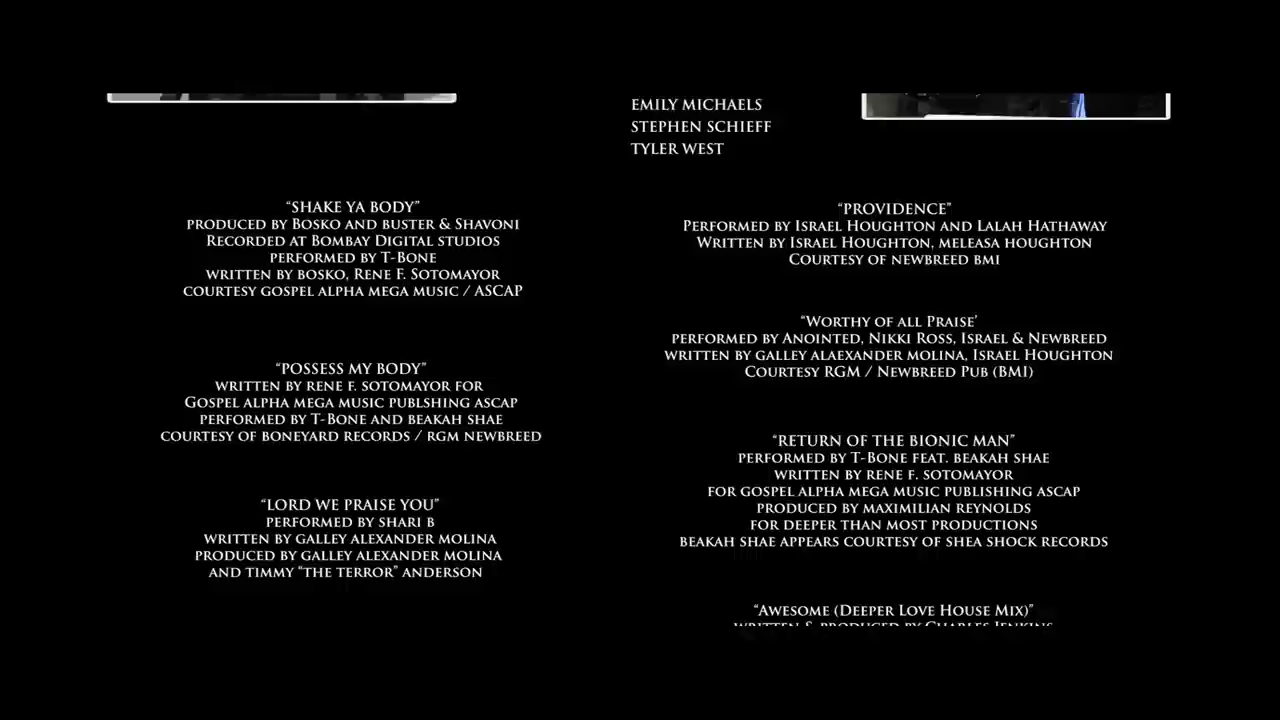 EMILY MICHAELS
STEPHEN SCHIEFF
TYLER WEST
“SHAKE YA BODY”
PRODUCED BY BOSKO AND BUSTER & SHAVONI
RECORDED AT BOMBAY DIGITAL STUDIOS
PERFORMED BY T-BONE
WRITTEN BY BOSKO, RENE F. SOTOMAYOR
COURTESY GOSPEL ALPHA MEGA MUSIC / ASCAP
“POSSESS MY BODY”
WRITTEN BY RENE F. SOTOMAYOR FOR
GOSPEL ALPHA MEGA MUSIC PUBLSHING ASCAP
PERFORMED BY T-BONE AND BEAKAH SHAE
COURTESY OF BONEYARD RECORDS / RGM NEWBREED
“LORD WE PRAISE YOU”
PERFORMED BY SHARI B
WRITTEN BY GALLEY ALEXANDER MOLINA
PRODUCED BY GALLEY ALEXANDER MOLINA
AND TIMMY “THE TERROR” ANDERSON
“PROVIDENCE”
PERFORMED BY ISRAEL HOUGHTON AND LALAH HATHAWAY
WRITTEN BY ISRAEL HOUGHTON, MELEASA HOUGHTON
COURTESY OF NEWBREED BMI
“WORTHY OF ALL PRAISE’
PERFORMED BY ANOINTED, NIKKI ROSS, ISRAEL & NEWBREED
WRITTEN BY GALLEY ALAEXANDER MOLINA, ISRAEL HOUGHTON
COURTESY RGM / NEWBREED PUB (BMI)
“RETURN OF THE BIONIC MAN”
PERFORMED BY T-BONE FEAT. BEAKAH SHAE
WRITTEN BY RENE F. SOTOMAYOR
FOR GOSPEL ALPHA MEGA MUSIC PUBLISHING ASCAP
PRODUCED BY MAXIMILIAN REYNOLDS
FOR DEEPER THAN MOST PRODUCTIONS
BEAKAH SHAE APPEARS COURTESY OF SHEA SHOCK RECORDS
“AWESOME (DEEPER LOVE HOUSE MIX)”
WRITTEN & PRODUCED BY CHARLES JENKINS